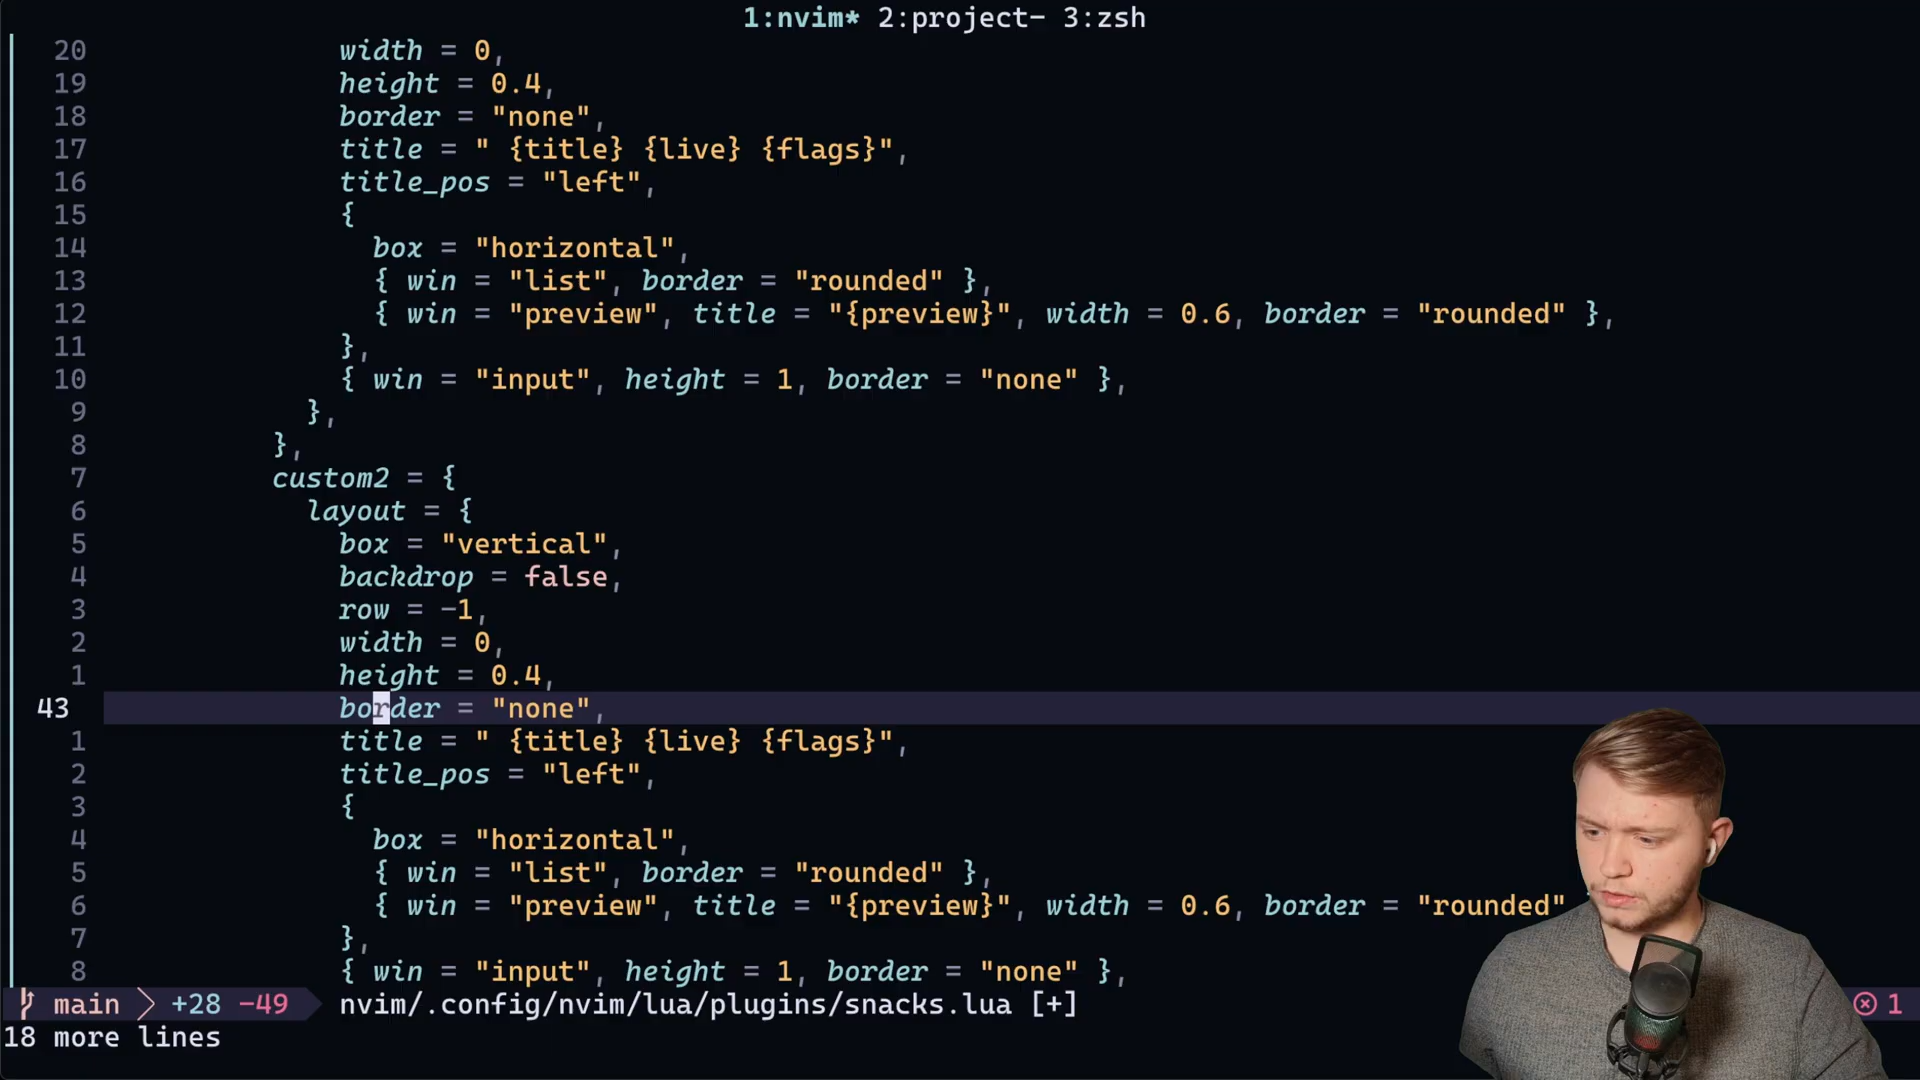 1:nvim* 2:project- 3:zsh
20 width = 0,
19 height = 0.4,
18 border = "none",
17 title = " {title} {live} {flags}",
16 title_pos = "left",
15 {
14 box = "horizontal",
13 { win = "list", border = "rounded" },
12 { win = "preview", title = "{preview}", width = 0.6, border = "rounded" },
11 },
10 { win = "input", height = 1, border = "none" },
9 },
8 },
7 custom2 = {
6 layout = {
5 box = "vertical",
4 backdrop = false,
3 row = -1,
2 width = 0,
1 height = 0.4,
43 border = "none",
1 title = " {title} {live} {flags}",
2 title_pos = "left",
3 {
4 box = "horizontal",
5 { win = "list", border = "rounded" },
6 { win = "preview", title = "{preview}", width = 0.6, border = "rounded"
7 },
8 { win = "input", height = 1, border = "none" },
main +28 -49 nvim/.config/nvim/lua/plugins/snacks.lua [+] 1
18 more lines